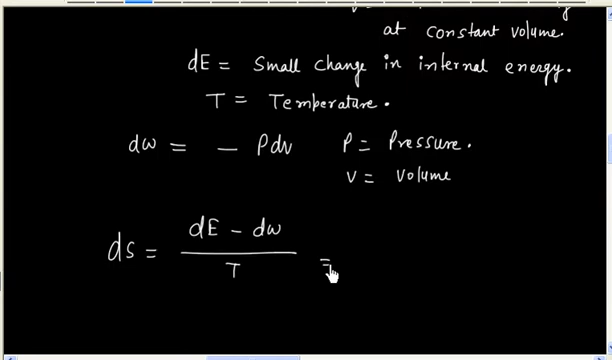 at constant volume.
dE = Small change in internal energy.
T = Temperature.
dw = - Pdv P = Pressure.
V = Volume
ds = dE - dw / T =